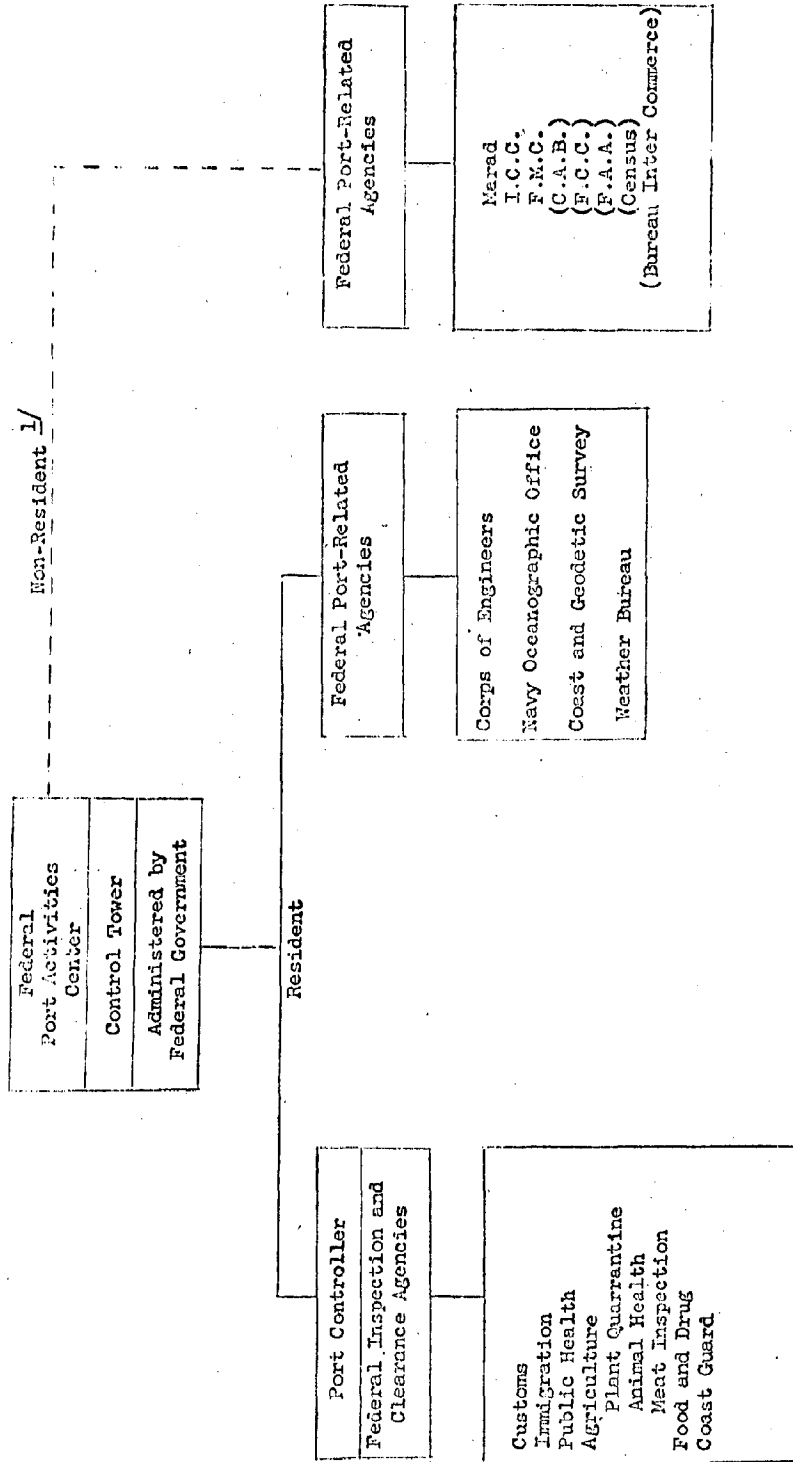 Federal
Port Activities
Center
Control Tower
Administered by
Federal Government
Non-Resident 1/
Resident
Port Controller
Federal Inspection and
Clearance Agencies
Customs
Immigration
Public Health
Agriculture
Plant Quarrantine
Animal Health
Meat Inspection
Food and Drug
Coast Guard
Federal Port-Related
Agencies
Corps of Engineers
Navy Oceanographic Office
Coast and Geodetic Survey
Weather Bureau
Federal Port-Related
Agencies
Marad
I.C.C.
F.M.C.
(C.A.B.)
(F.C.C.)
(F.A.A.)
(Census)
(Bureau Inter Commerce)